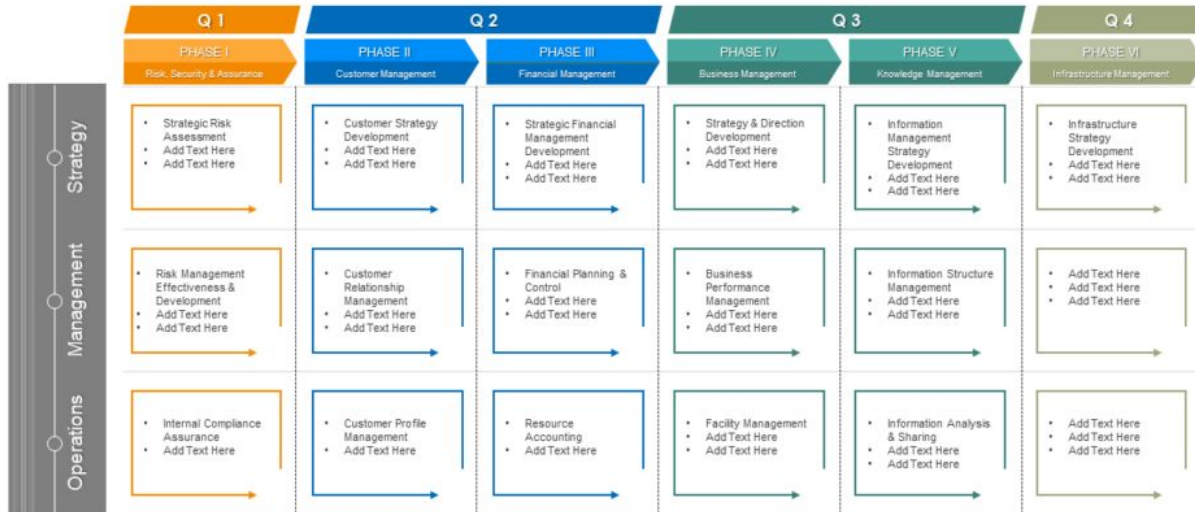 Q 1
Q 2
Q 3
Q 4
PHASE I
Risk, Security & Assurance
PHASE II
Customer Management
PHASE III
Financial Management
PHASE IV
Business Management
PHASE V
Knowledge Management
PHASE VI
Infrastructure Management
Strategy
• Strategic Risk
Assessment
• Add Text Here
• Add Text Here
• Customer Strategy
Development
• Add Text Here
• Add Text Here
• Strategic Financial
Management
Development
• Add Text Here
• Add Text Here
• Strategy & Direction
Development
• Add Text Here
• Add Text Here
• Information
Management
Strategy
Development
• Add Text Here
• Add Text Here
• Infrastructure
Strategy
Development
• Add Text Here
• Add Text Here
Management
• Risk Management
Effectiveness &
Development
• Add Text Here
• Add Text Here
• Customer
Relationship
Management
• Add Text Here
• Add Text Here
• Financial Planning &
Control
• Add Text Here
• Add Text Here
• Business
Performance
Management
• Add Text Here
• Add Text Here
• Information Structure
Management
• Add Text Here
• Add Text Here
• Add Text Here
• Add Text Here
• Add Text Here
Operations
• Internal Compliance
Assurance
• Add Text Here
• Customer Profile
Management
• Add Text Here
• Resource
Accounting
• Add Text Here
• Facility Management
• Add Text Here
• Add Text Here
• Information Analysis
& Sharing
• Add Text Here
• Add Text Here
• Add Text Here
• Add Text Here
• Add Text Here